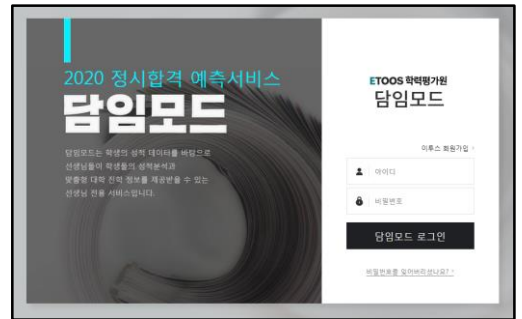 2020 정시합격 예측서비스
담임모드
담임모드는 학생의 성적 데이터를 바탕으로
선생님들이 학생들의 성적분석과
맞춤형 대학 진학 정보를 제공받을 수 있는
선생님 전용 서비스입니다.
ETOOS 학력평가원
담임모드
이투스 회원가입 >
아이디
비밀번호
담임모드 로그인
비밀번호를 잊어버리셨나요? >